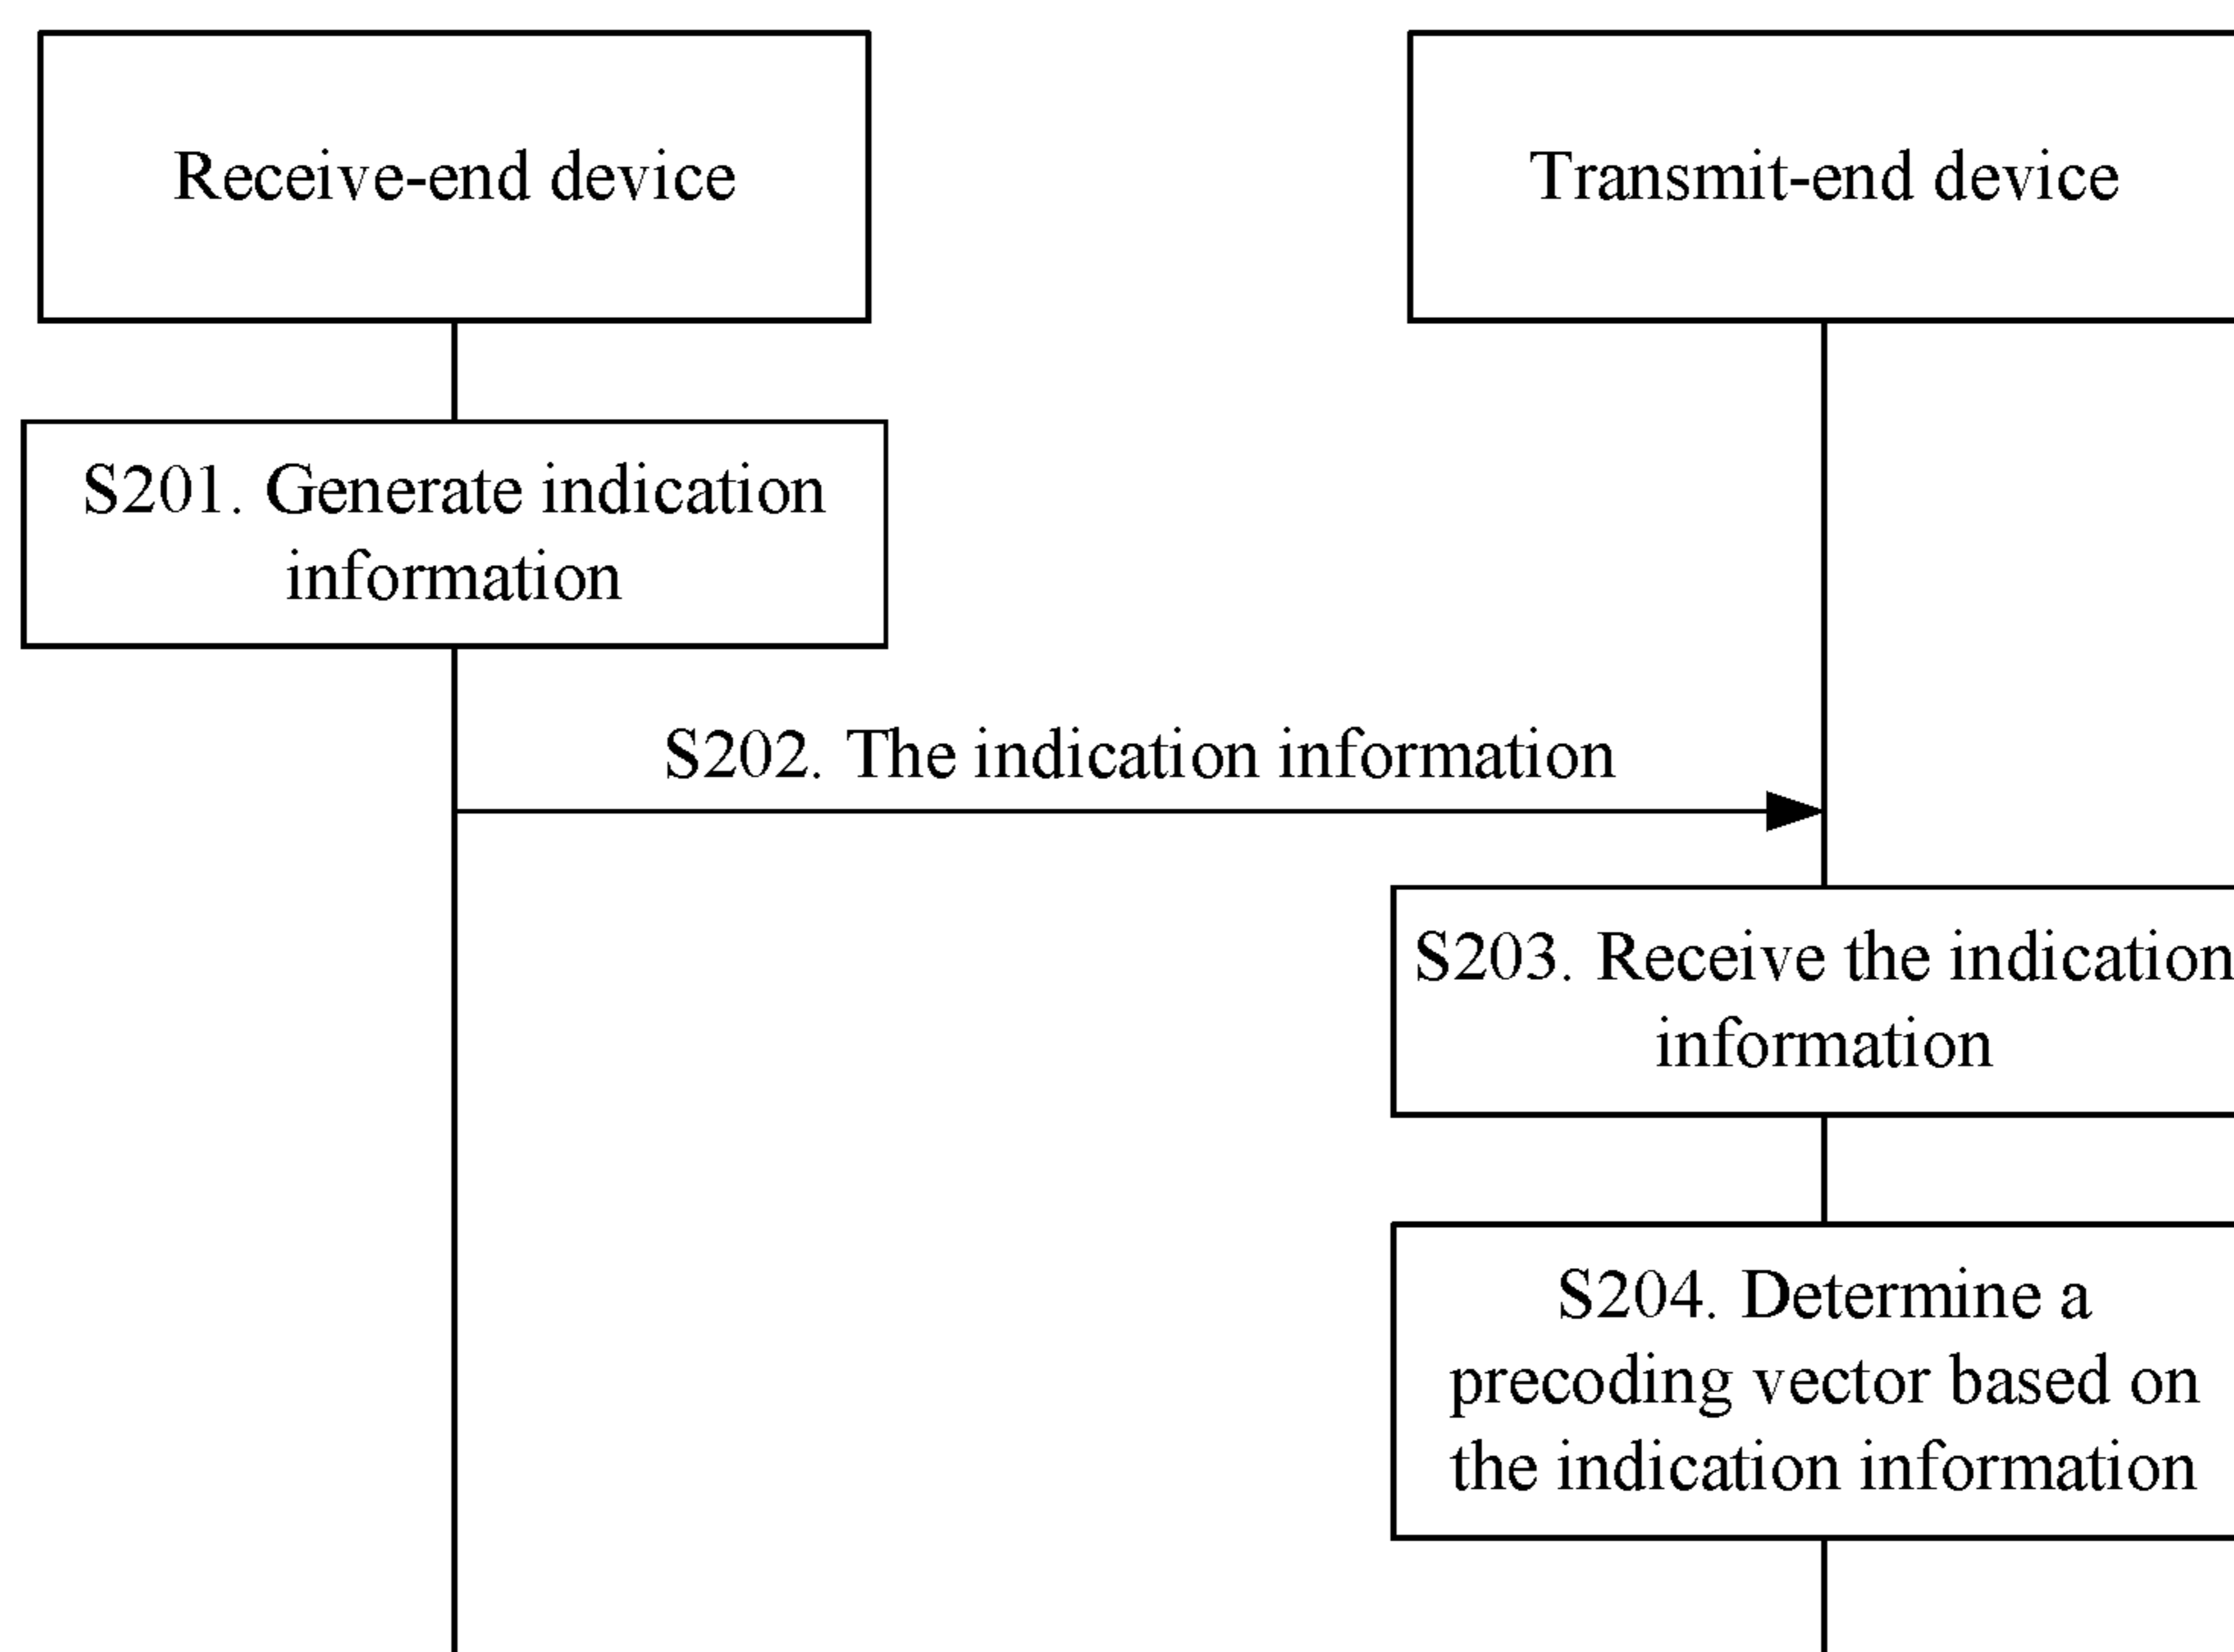 Receive-end device
Transmit-end device
S201. Generate indication
information
S202. The indication information
S203. Receive the indication
information
S204. Determine a
precoding vector based on
the indication information